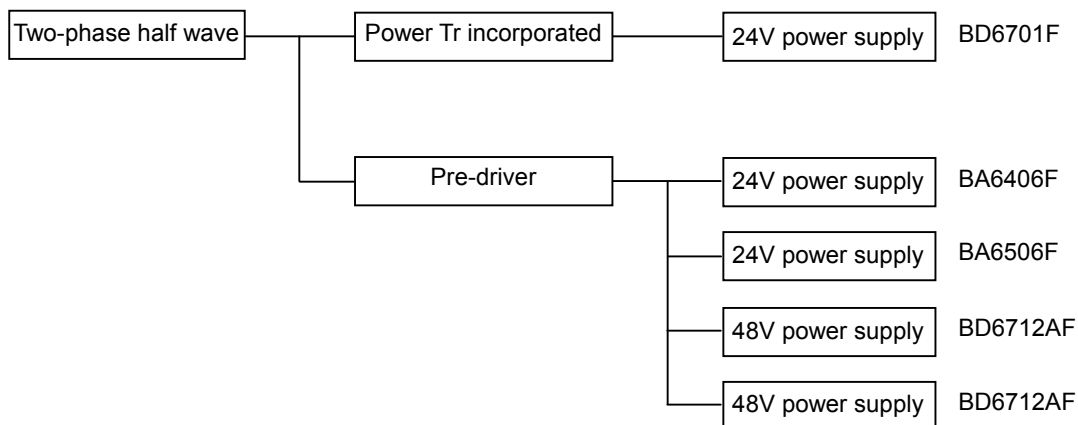 Two-phase half wave
Power Tr incorporated
24V power supply
BD6701F
Pre-driver
24V power supply
BA6406F
24V power supply
BA6506F
48V power supply
BD6712AF
48V power supply
BD6712AF